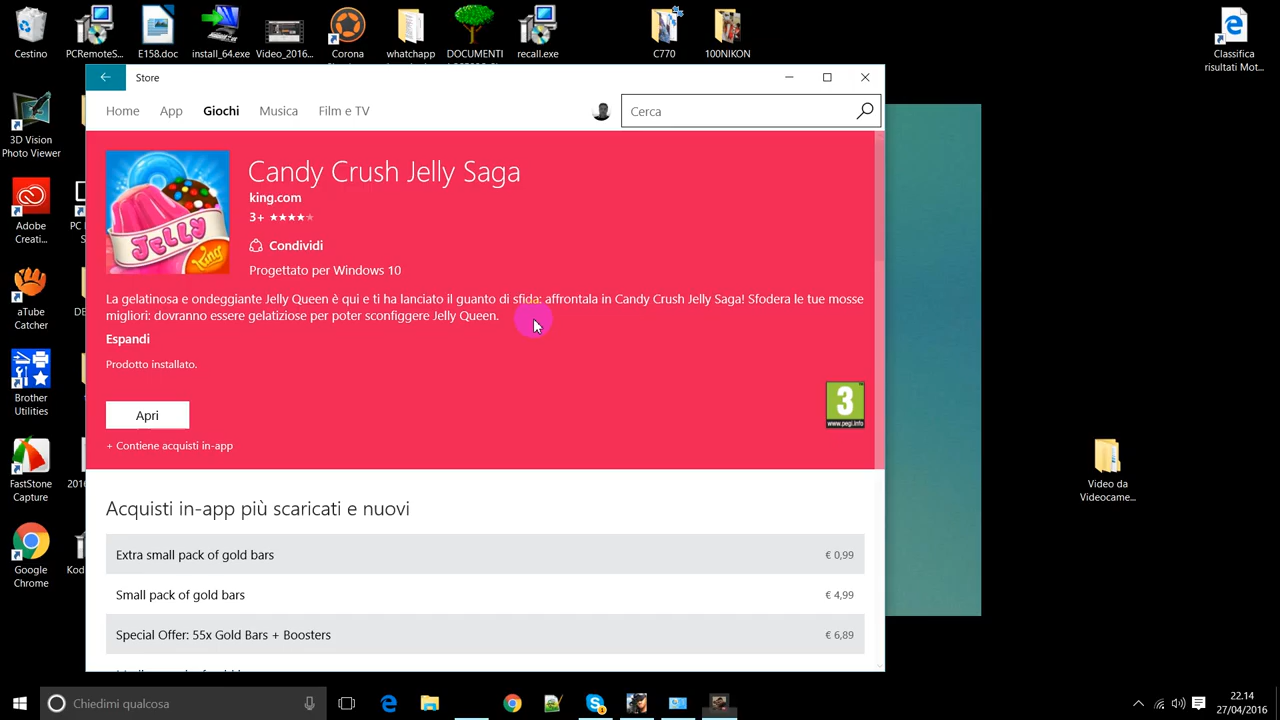 Cestino
PCRemoteS...
E158.doc
install_64.exe
Video_2016...
Corona
whatchapp
DOCUMENTI
recall.exe
C770
100NIKON
Classifica
risultati Mot...
3D Vision
Photo Viewer
Adobe
Creati...
aTube
Catcher
Brother
Utilities
FastStone
Capture
Google
Chrome
Store
Home
App
Giochi
Musica
Film e TV
Cerca
Candy Crush Jelly Saga
king.com
3+
JELLY
King
Condividi
Progettato per Windows 10
La gelatinosa e ondeggiante Jelly Queen è qui e ti ha lanciato il guanto di sfida: affrontala in Candy Crush Jelly Saga! Sfodera le tue mosse
migliori: dovranno essere gelatiziose per poter sconfiggere Jelly Queen.
Espandi
Prodotto installato.
3
www.pegi.info
Apri
+ Contiene acquisti in-app
Acquisti in-app più scaricati e nuovi
Extra small pack of gold bars € 0,99
Small pack of gold bars € 4,99
Special Offer: 55x Gold Bars + Boosters € 6,89
Video da
Videocame...
Chiedimi qualcosa
22.14
27/04/2016